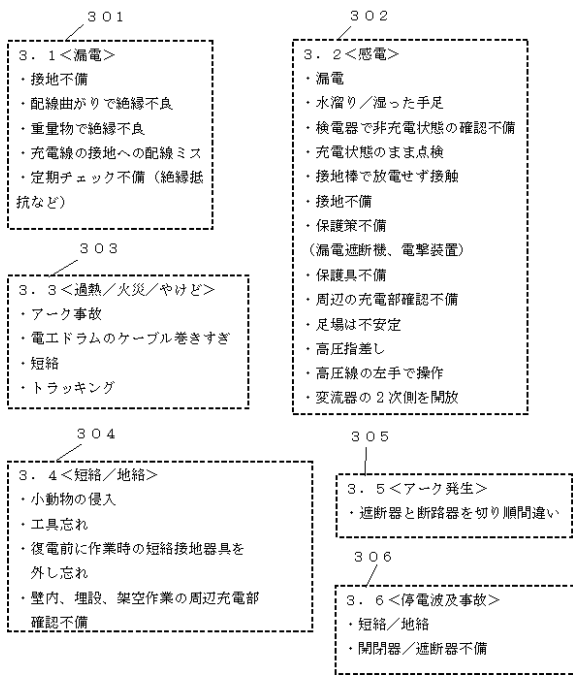 ３０１
３．１＜漏電＞
・接地不備
・配線曲がりで絶縁不良
・重量物で絶縁不良
・充電線の接地への配線ミス
・定期チェック不備（絶縁抵
抗など）
３０２
３．２＜感電＞
・漏電
・水溜り／湿った手足
・検電器で非充電状態の確認不備
・充電状態のまま点検
・接地棒で放電せず接触
・接地不備
・保護策不備
（漏電遮断機、電撃装置）
・保護具不備
・周辺の充電部確認不備
・足場は不安定
・高圧指差し
・高圧線の左手で操作
・変流器の２次側を開放
３０３
３．３＜過熱／火災／やけど＞
・アーク事故
・電工ドラムのケーブル巻きすぎ
・短絡
・トラッキング
３０４
３．４＜短絡／地絡＞
・小動物の侵入
・工具忘れ
・復電前に作業時の短絡接地器具を
外し忘れ
・壁内、埋設、架空作業の周辺充電部
確認不備
３０５
３．５＜アーク発生＞
・遮断器と断路器を切り順間違い
３０６
３．６＜停電波及事故＞
・短絡／地絡
・開閉器／遮断器不備